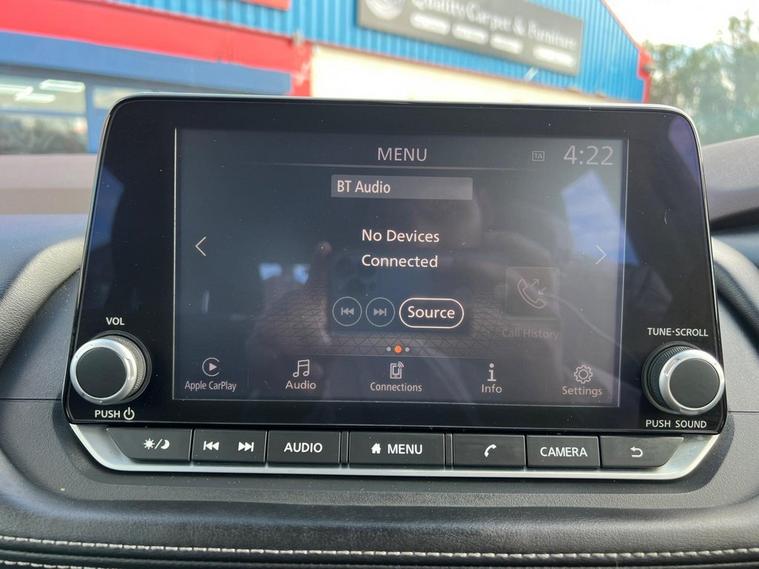 Quality Carpet & Furniture
MENU
TA
4:22
BT Audio
No Devices
Connected
Source
Call History
VOL
TUNE·SCROLL
Apple CarPlay
Audio
Connections
Info
Settings
PUSH
PUSH SOUND
AUDIO
MENU
CAMERA